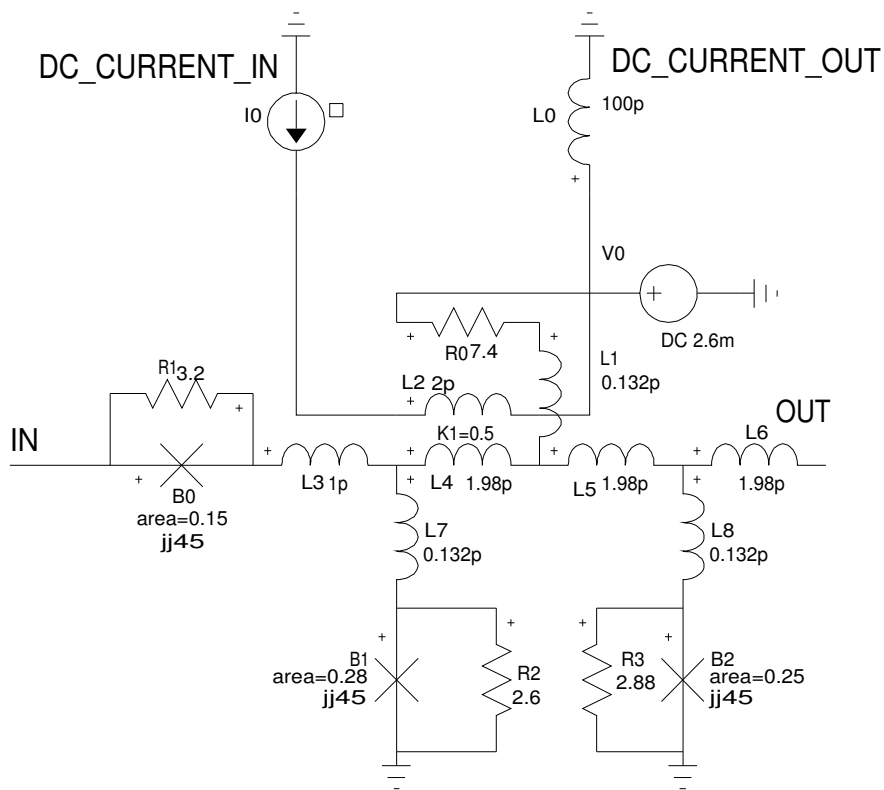 DC_CURRENT_IN
DC_CURRENT_OUT
I0
L0
100p
+
V0
+
DC 2.6m
+
R0 7.4
+
L1
0.132p
R1 3.2
+
L2 2p
+
K1=0.5
IN
OUT
+
B0
area=0.15
jj45
+
L3 1p
+
L4 1.98p
+
L5 1.98p
+
L6
1.98p
+
L7
0.132p
+
L8
0.132p
+
B1
area=0.28
jj45
+
R2
2.6
+
R3
2.88
+
B2
area=0.25
jj45